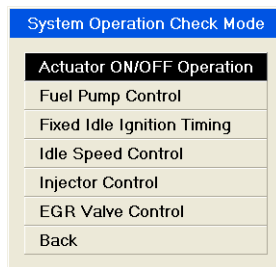 System Operation Check Mode
Actuator ON/OFF Operation
Fuel Pump Control
Fixed Idle Ignition Timing
Idle Speed Control
Injector Control
EGR Valve Control
Back